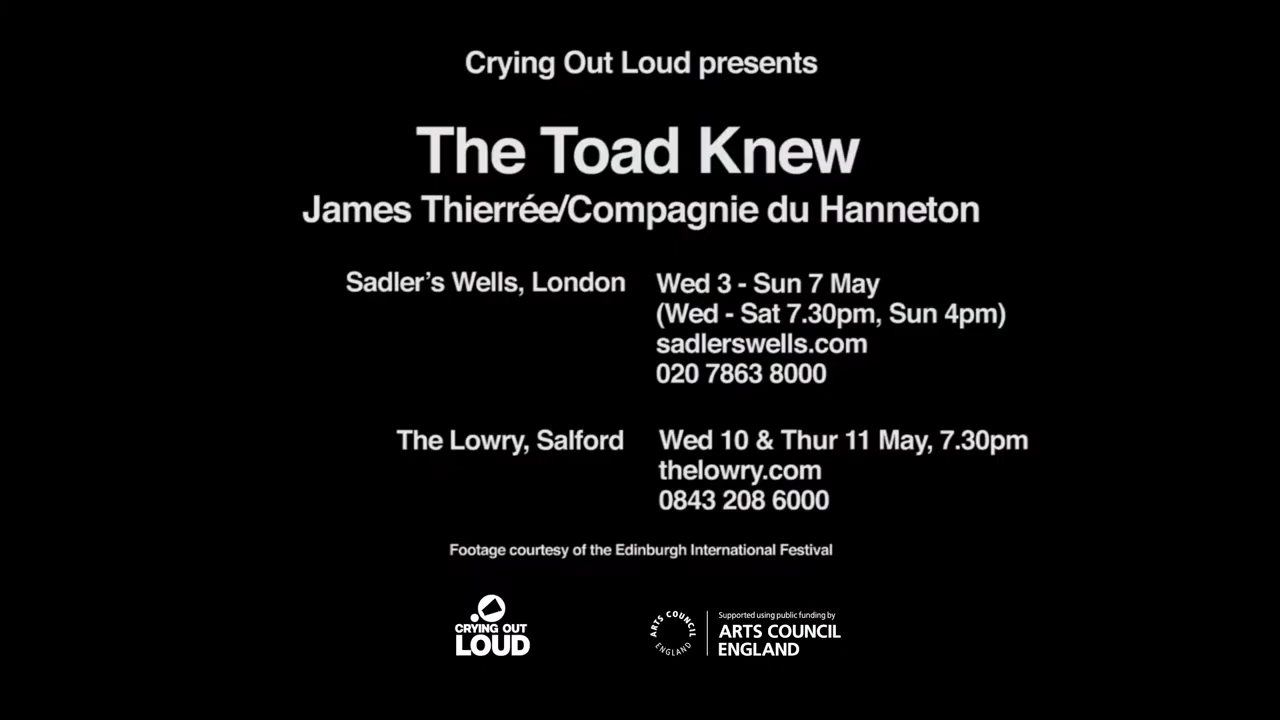 Crying Out Loud presents
The Toad Knew
James Thierrée/Compagnie du Hanneton
Sadler's Wells, London
Wed 3 - Sun 7 May
(Wed - Sat 7.30pm, Sun 4pm)
sadlerswells.com
020 7863 8000
The Lowry, Salford
Wed 10 & Thur 11 May, 7.30pm
thelowry.com
0843 208 6000
Footage courtesy of the Edinburgh International Festival
CRYING OUT
LOUD
ARTS COUNCIL
ENGLAND
Supported using public funding by
ARTS COUNCIL
ENGLAND